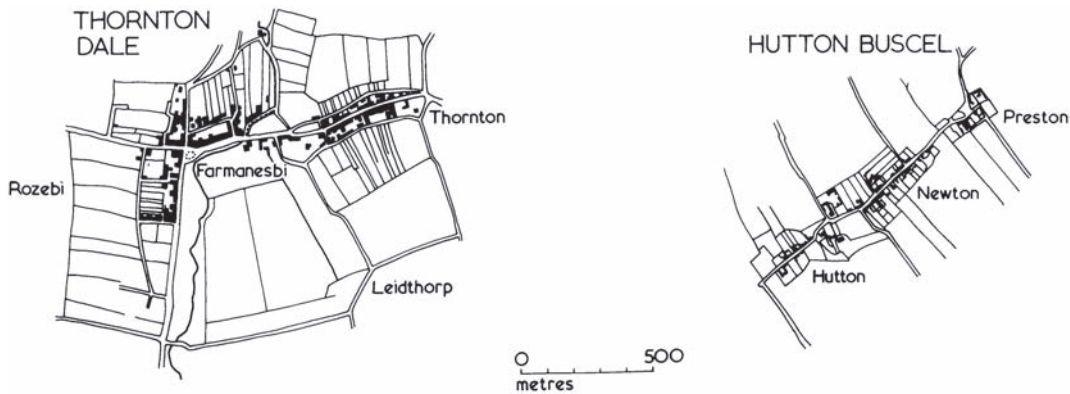 THORNTON
DALE
HUTTON BUSCEL
Preston
Thornton
Farmanesbi
Rozebi
Newton
Leidthorp
Hutton
0 500
metres